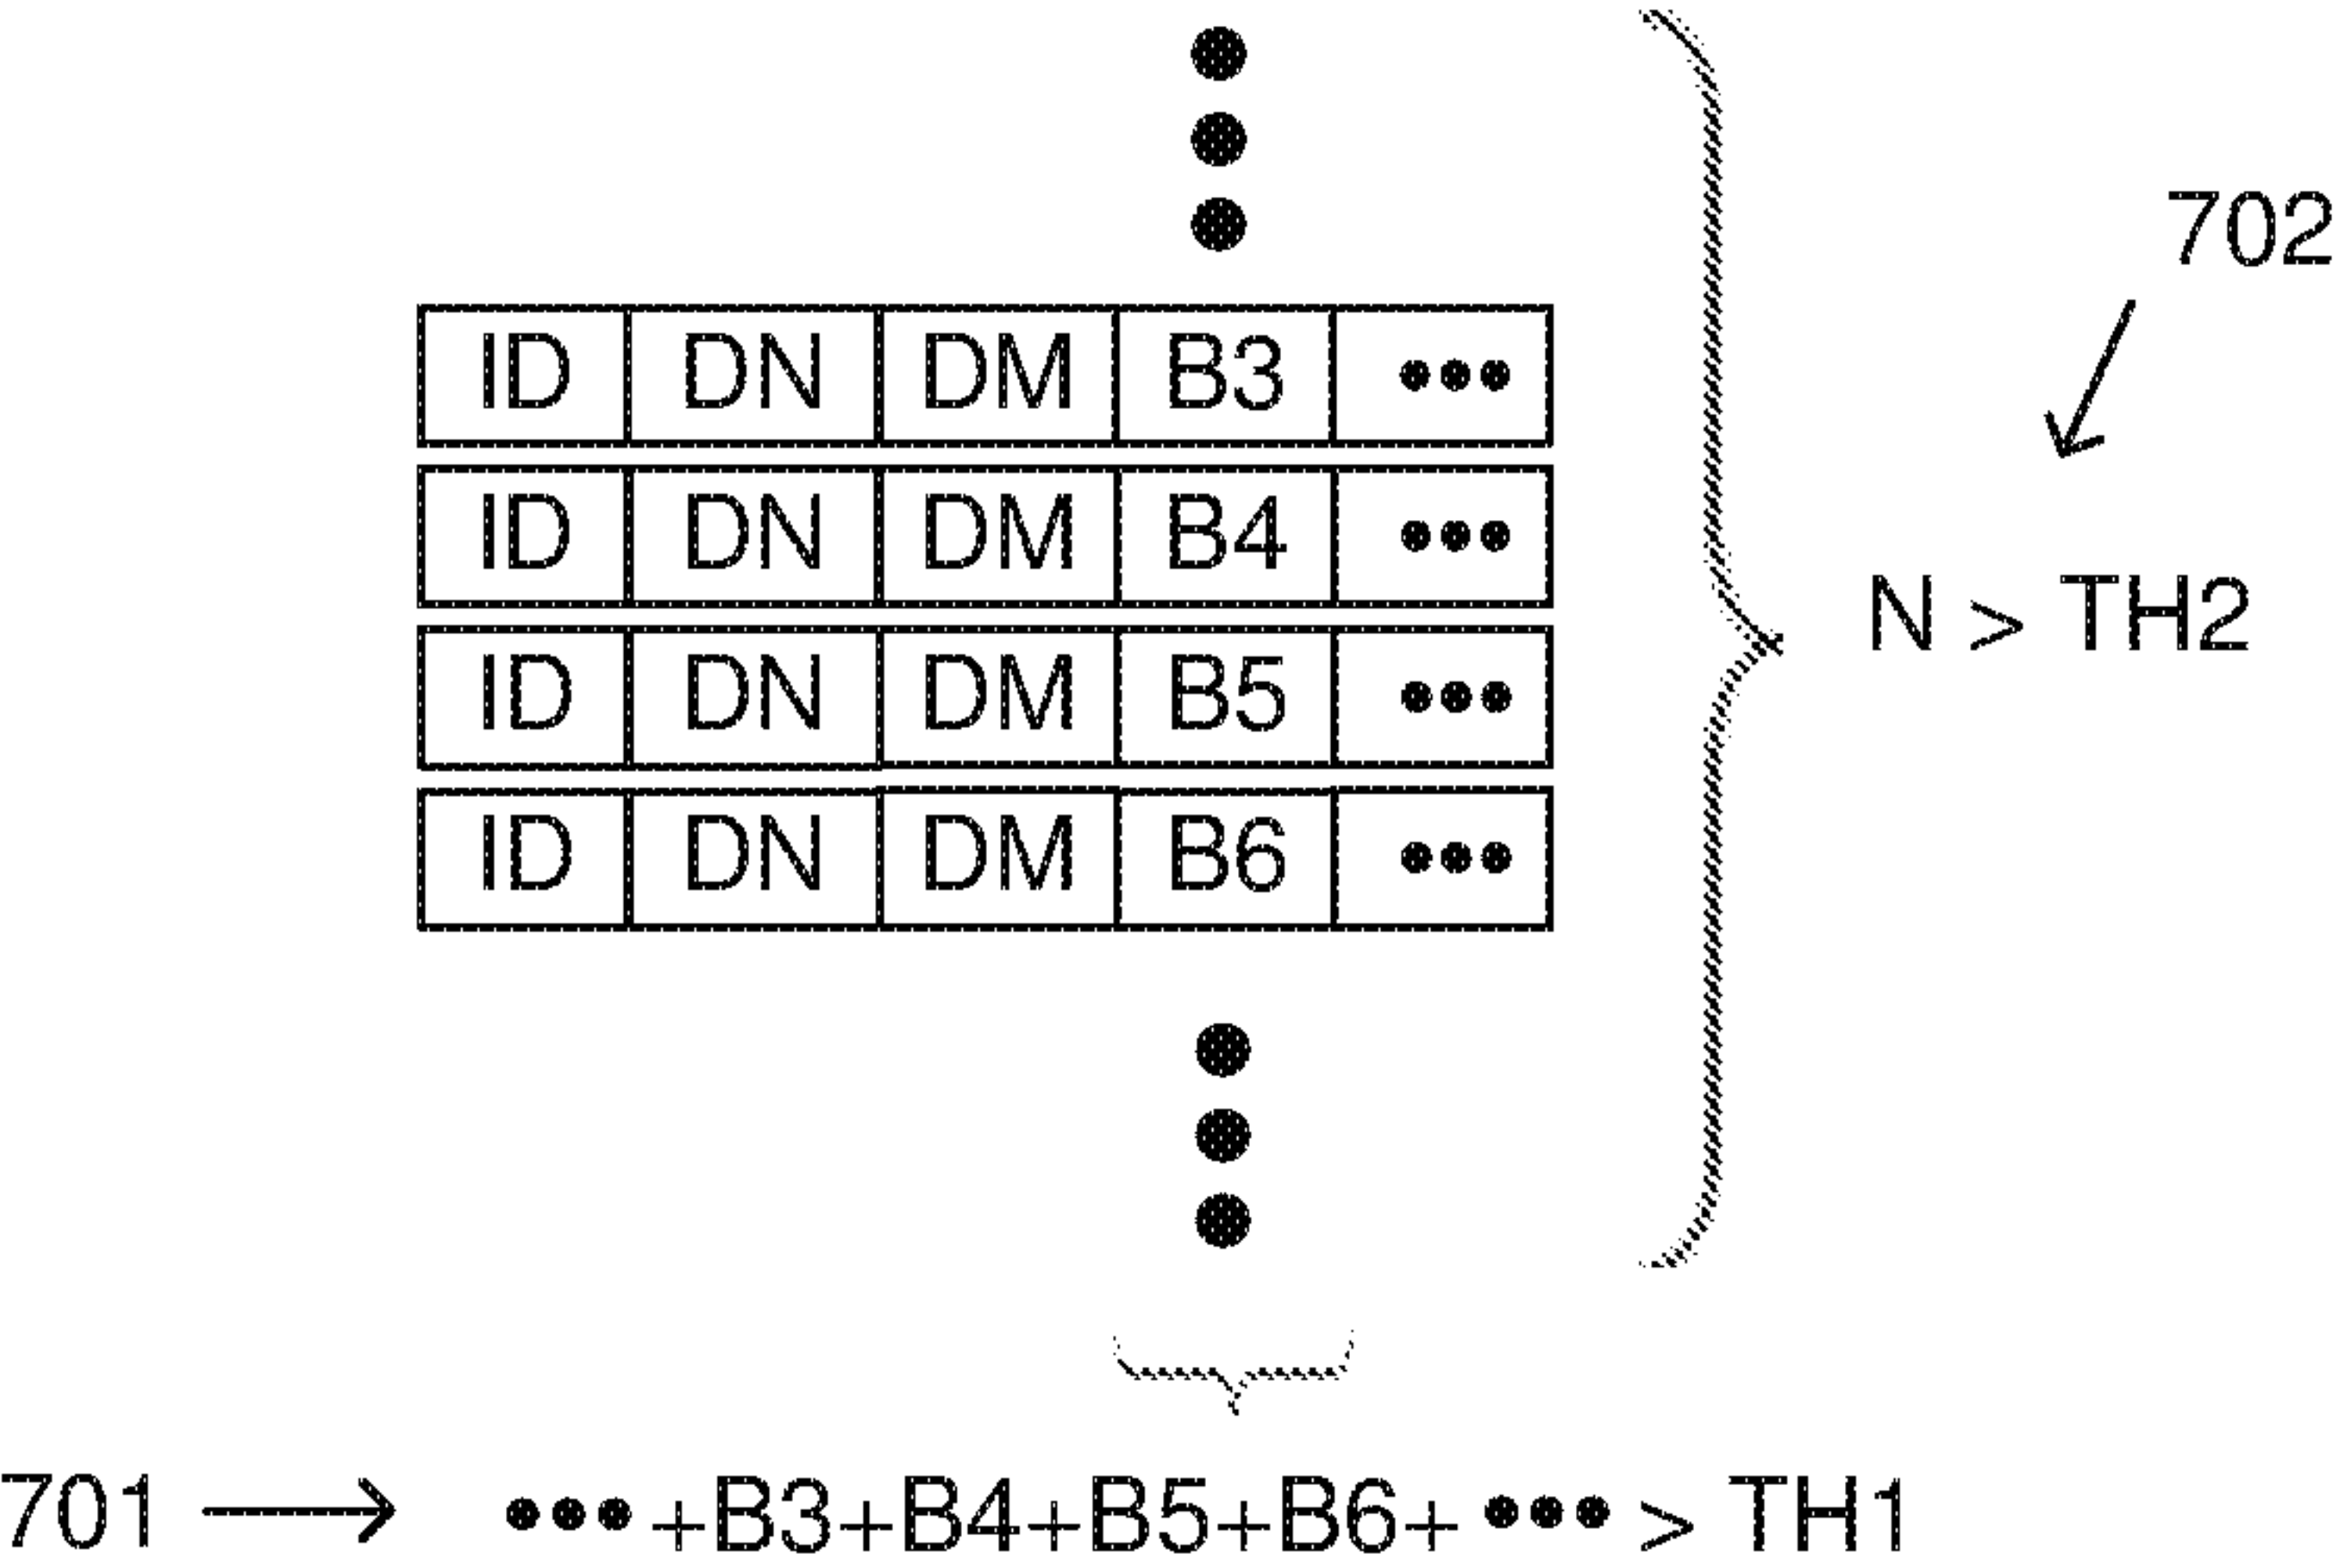 702
ID DN DM B3 •••
ID DN DM B4 •••
N > TH2
ID DN DM B5 •••
ID DN DM B6 •••
701 •••+B3+B4+B5+B6+•••> TH1